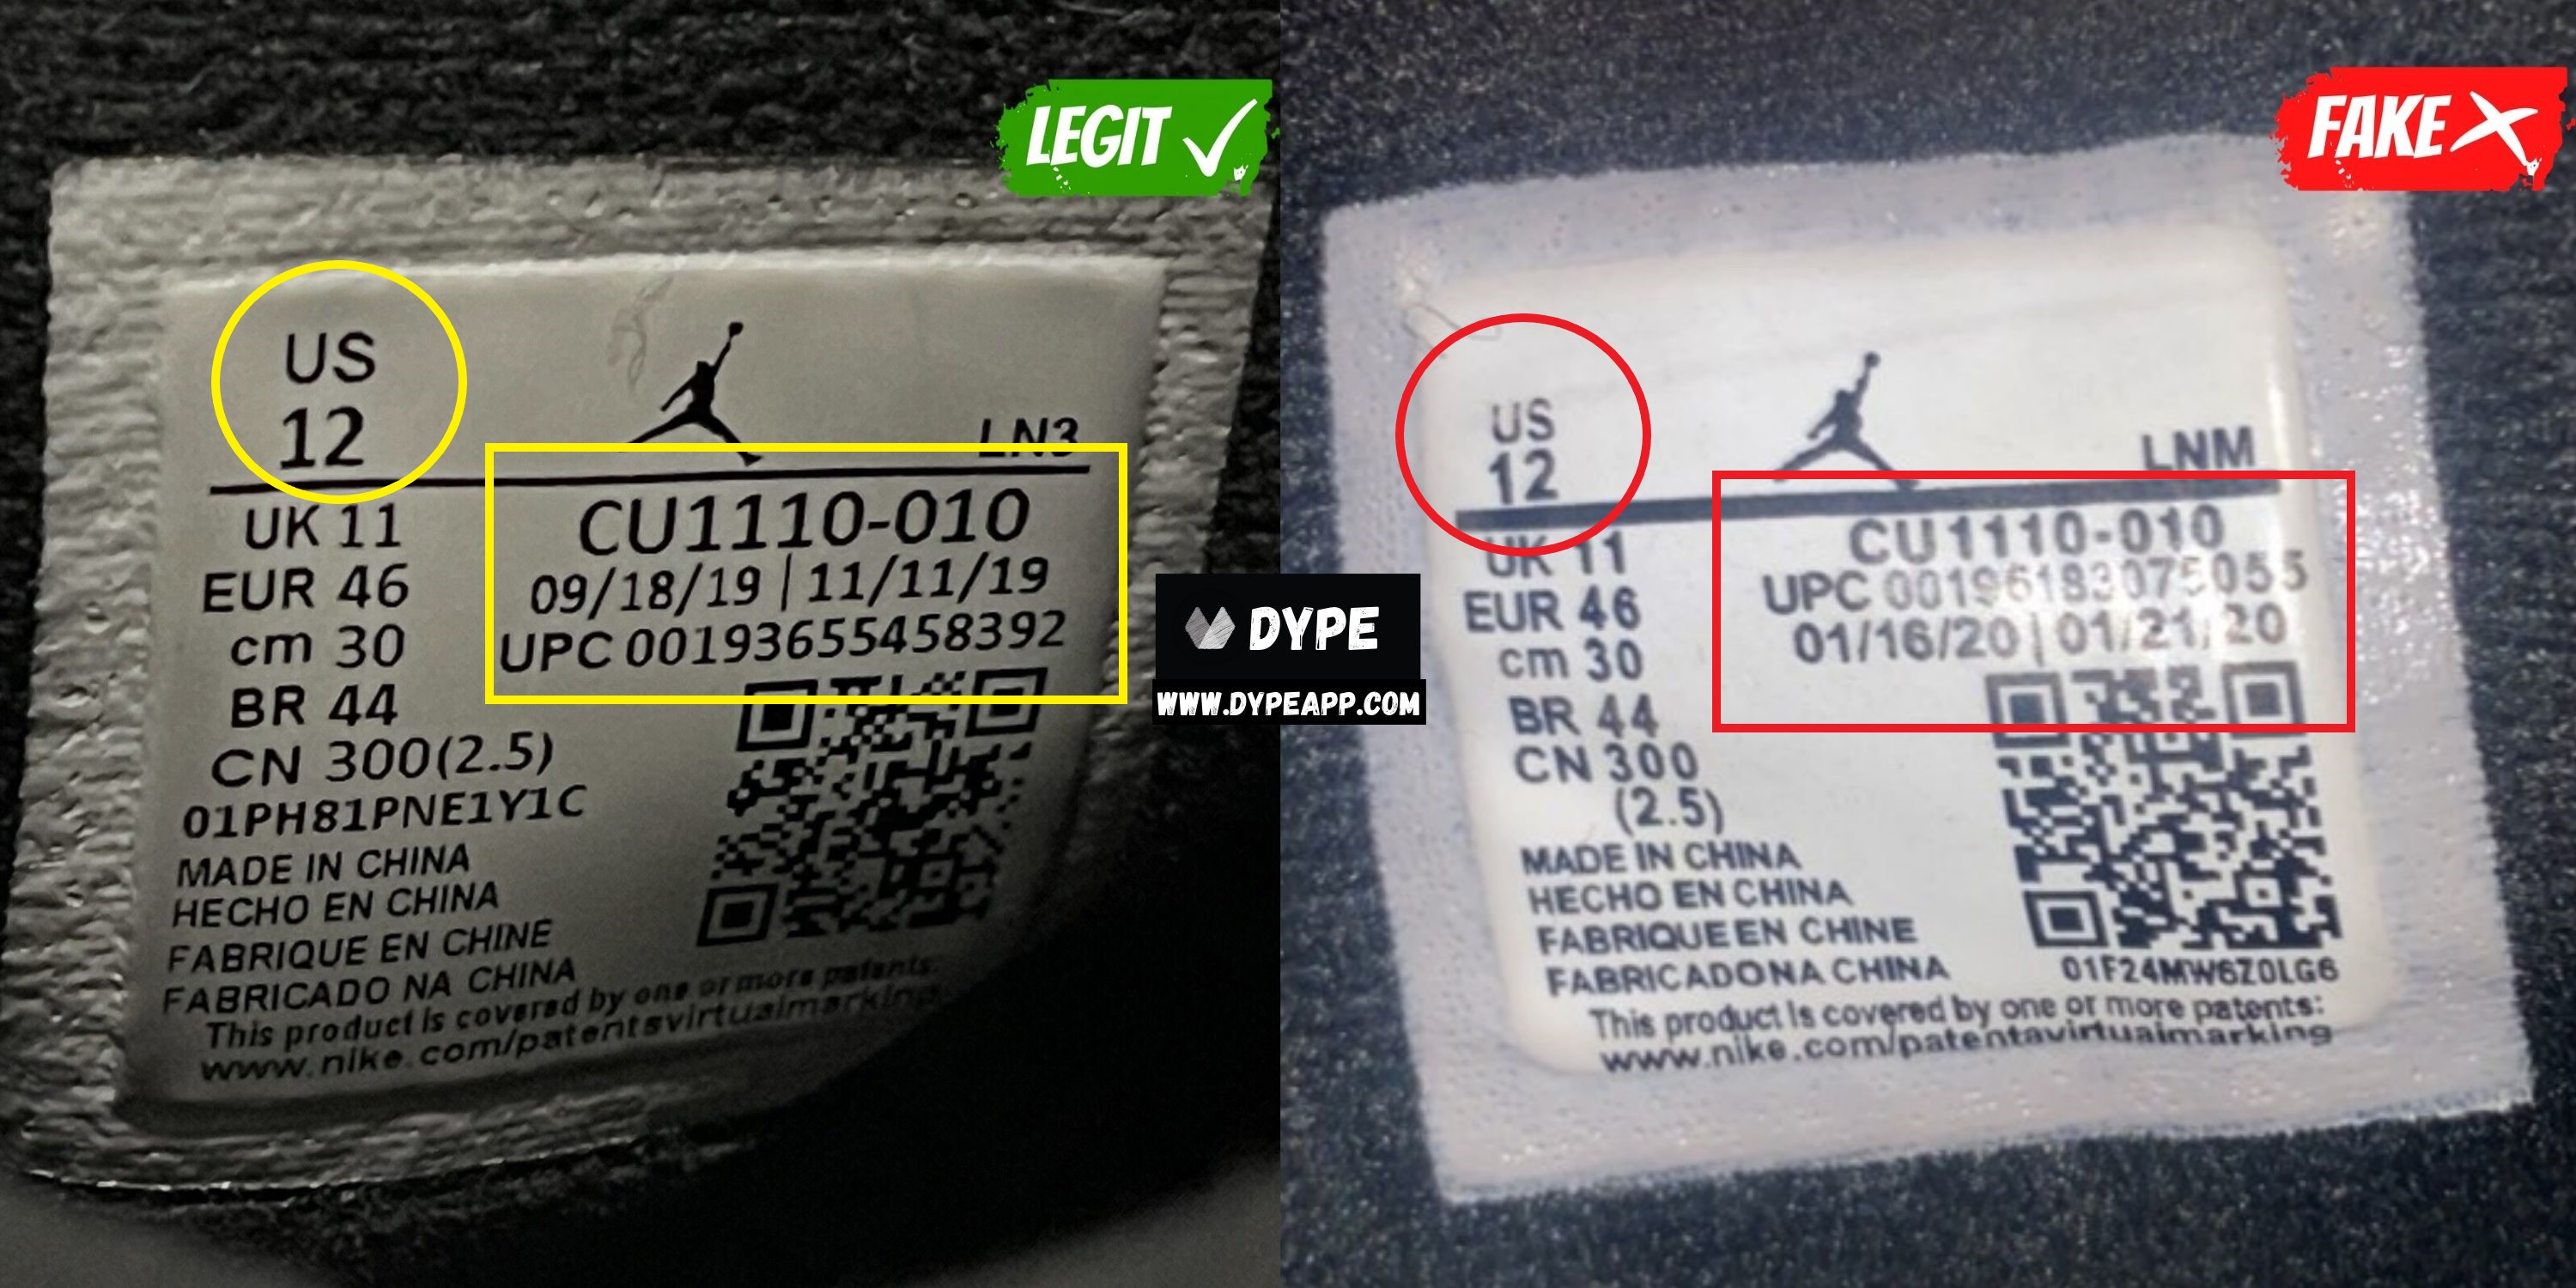 LEGIT
US
12
LN3
UK 11
EUR 46
cm 30
BR 44
CN 300(2.5)
01PH81PNE1Y1C
CU1110-010
09/18/19 | 11/11/19
UPC 00193655458392
MADE IN CHINA
HECHO EN CHINA
FABRIQUE EN CHINE
FABRICADO NA CHINA
This product is covered by one or more patents:
www.nike.com/patentsvirtualmarking
DYPE
WWW.DYPEAPP.COM
FAKE
US
12
LNM
UK 11
EUR 46
cm 30
BR 44
CN 300
(2.5)
CU1110-010
UPC 00196183075055
01/16/20 | 01/21/20
MADE IN CHINA
HECHO EN CHINA
FABRIQUE EN CHINE
FABRICADO NA CHINA
01F24MW6Z0LG6
This product is covered by one or more patents:
www.nike.com/patentavirtualmarking